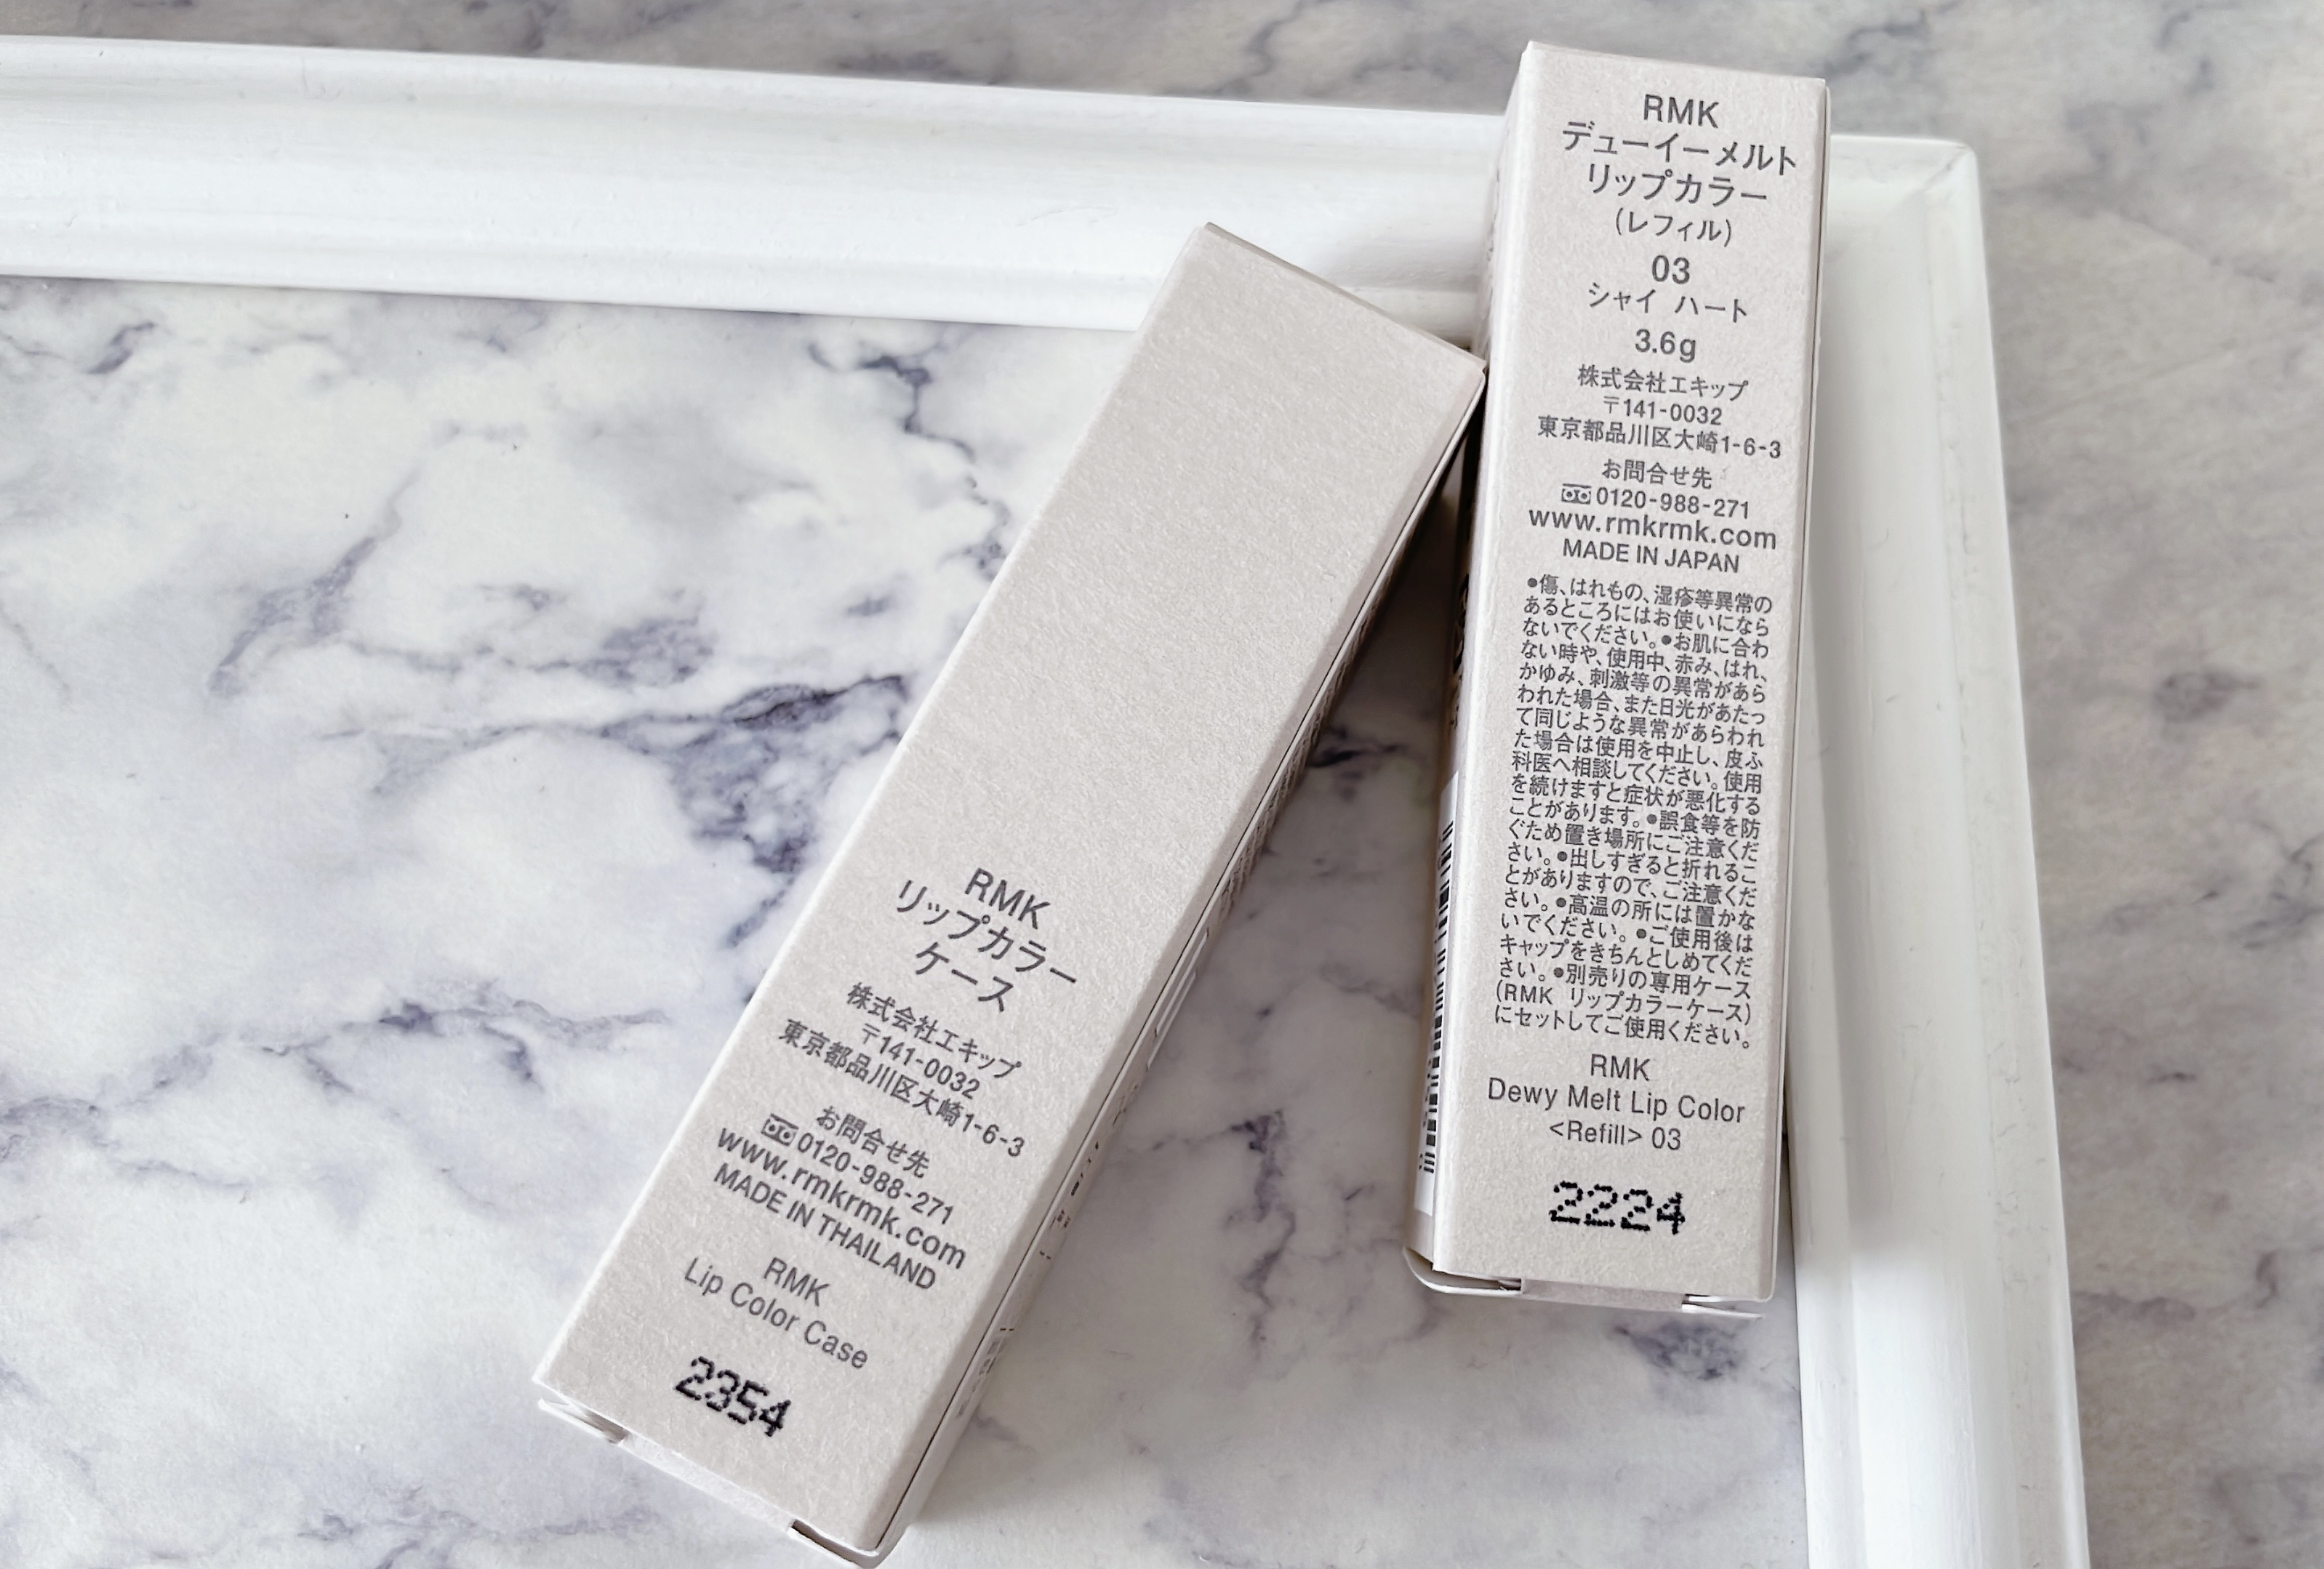 RMK
リップカラー
ケース
株式会社エキップ
〒141-0032
東京都品川区大崎1-6-3
お問合せ先
0120-988-271
www.rmkrmk.com
MADE IN THAILAND
RMK
Lip Color Case
2354
RMK
デューイーメルト
リップカラー
(レフィル)
03
シャイ ハート
3.6g
株式会社エキップ
〒141-0032
東京都品川区大崎1-6-3
お問合せ先
0120-988-271
www.rmkrmk.com
MADE IN JAPAN
●傷、はれもの、湿疹等異常の
あるところにはお使いになら
ないでください。●お肌に合わ
ない時や、使用中、赤み、はれ、
かゆみ、刺激等の異常があら
われた場合、また日光があたっ
て同じような異常があらわれ
た場合は使用を中止し、皮ふ
科医へ相談してください。使用
を続けますと症状が悪化する
ことがあります。●誤食等を防
ぐため置き場所にご注意くだ
さい。●出しすぎると折れるこ
とがありますので、ご注意くだ
さい。●高温の所には置かな
いでください。●ご使用後は
キャップをきちんとしめてくだ
さい。●別売りの専用ケース
(RMK リップカラーケース)
にセットしてご使用ください。
RMK
Dewy Melt Lip Color
<Refill> 03
2224